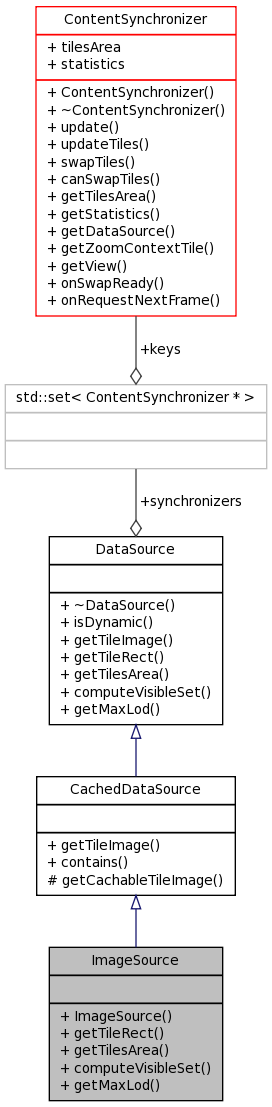 ContentSynchronizer
+ tilesArea
+ statistics
+ ContentSynchronizer()
+ ~ContentSynchronizer()
+ update()
+ updateTiles()
+ swapTiles()
+ canSwapTiles()
+ getTilesArea()
+ getStatistics()
+ getDataSource()
+ getZoomContextTile()
+ getView()
+ onSwapReady()
+ onRequestNextFrame()
+keys
std::set< ContentSynchronizer * >
+synchronizers
DataSource
+ ~DataSource()
+ isDynamic()
+ getTileImage()
+ getTileRect()
+ getTilesArea()
+ computeVisibleSet()
+ getMaxLod()
CachedDataSource
+ getTileImage()
+ contains()
# getCachableTileImage()
ImageSource
+ ImageSource()
+ getTileRect()
+ getTilesArea()
+ computeVisibleSet()
+ getMaxLod()